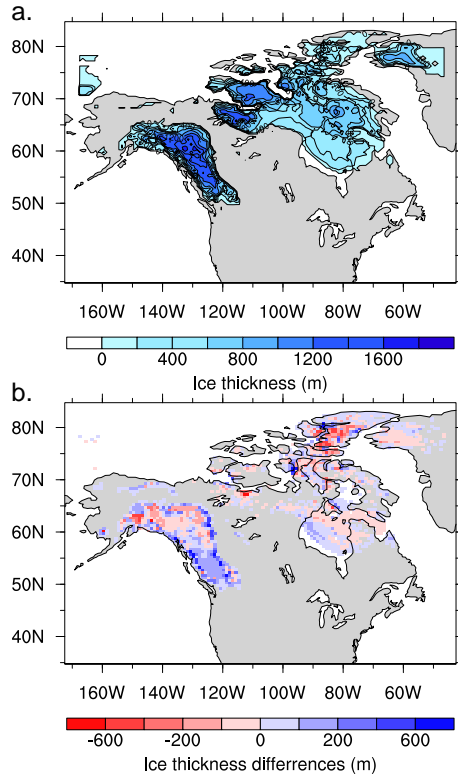 a.
80N
70N
60N
50N
40N
160W 140W 120W 100W 80W 60W
0 400 800 1200 1600
Ice thickness (m)
b.
80N
70N
60N
50N
40N
160W 140W 120W 100W 80W 60W
-600 -200 0 200 600
Ice thickness differrences (m)